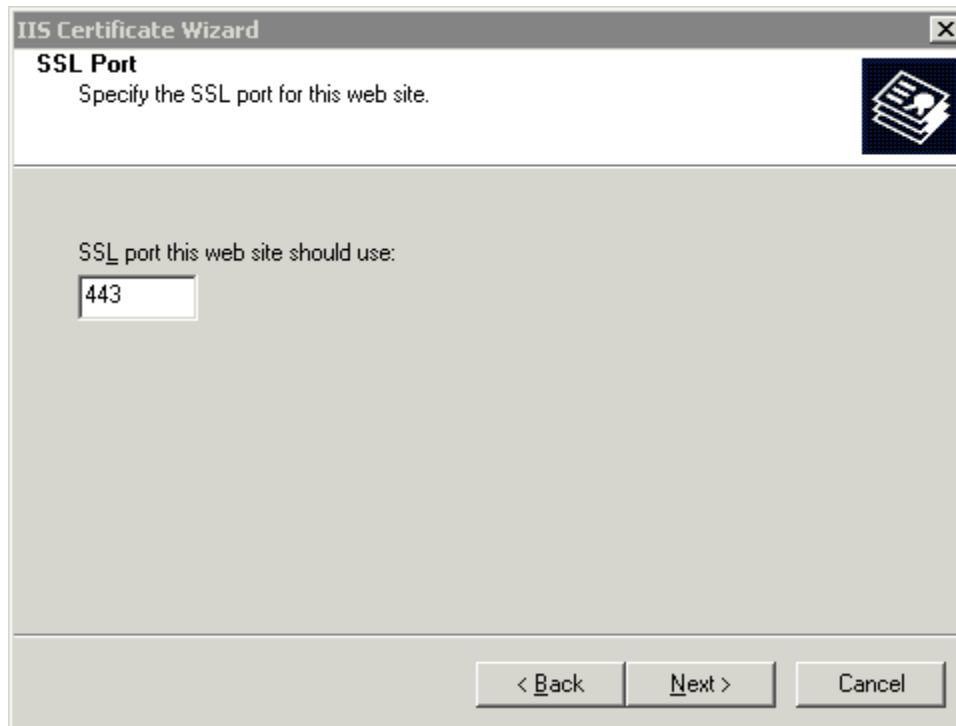 IIS Certificate Wizard
SSL Port
Specify the SSL port for this web site.
SSL port this web site should use:
443
< Back
Next >
Cancel